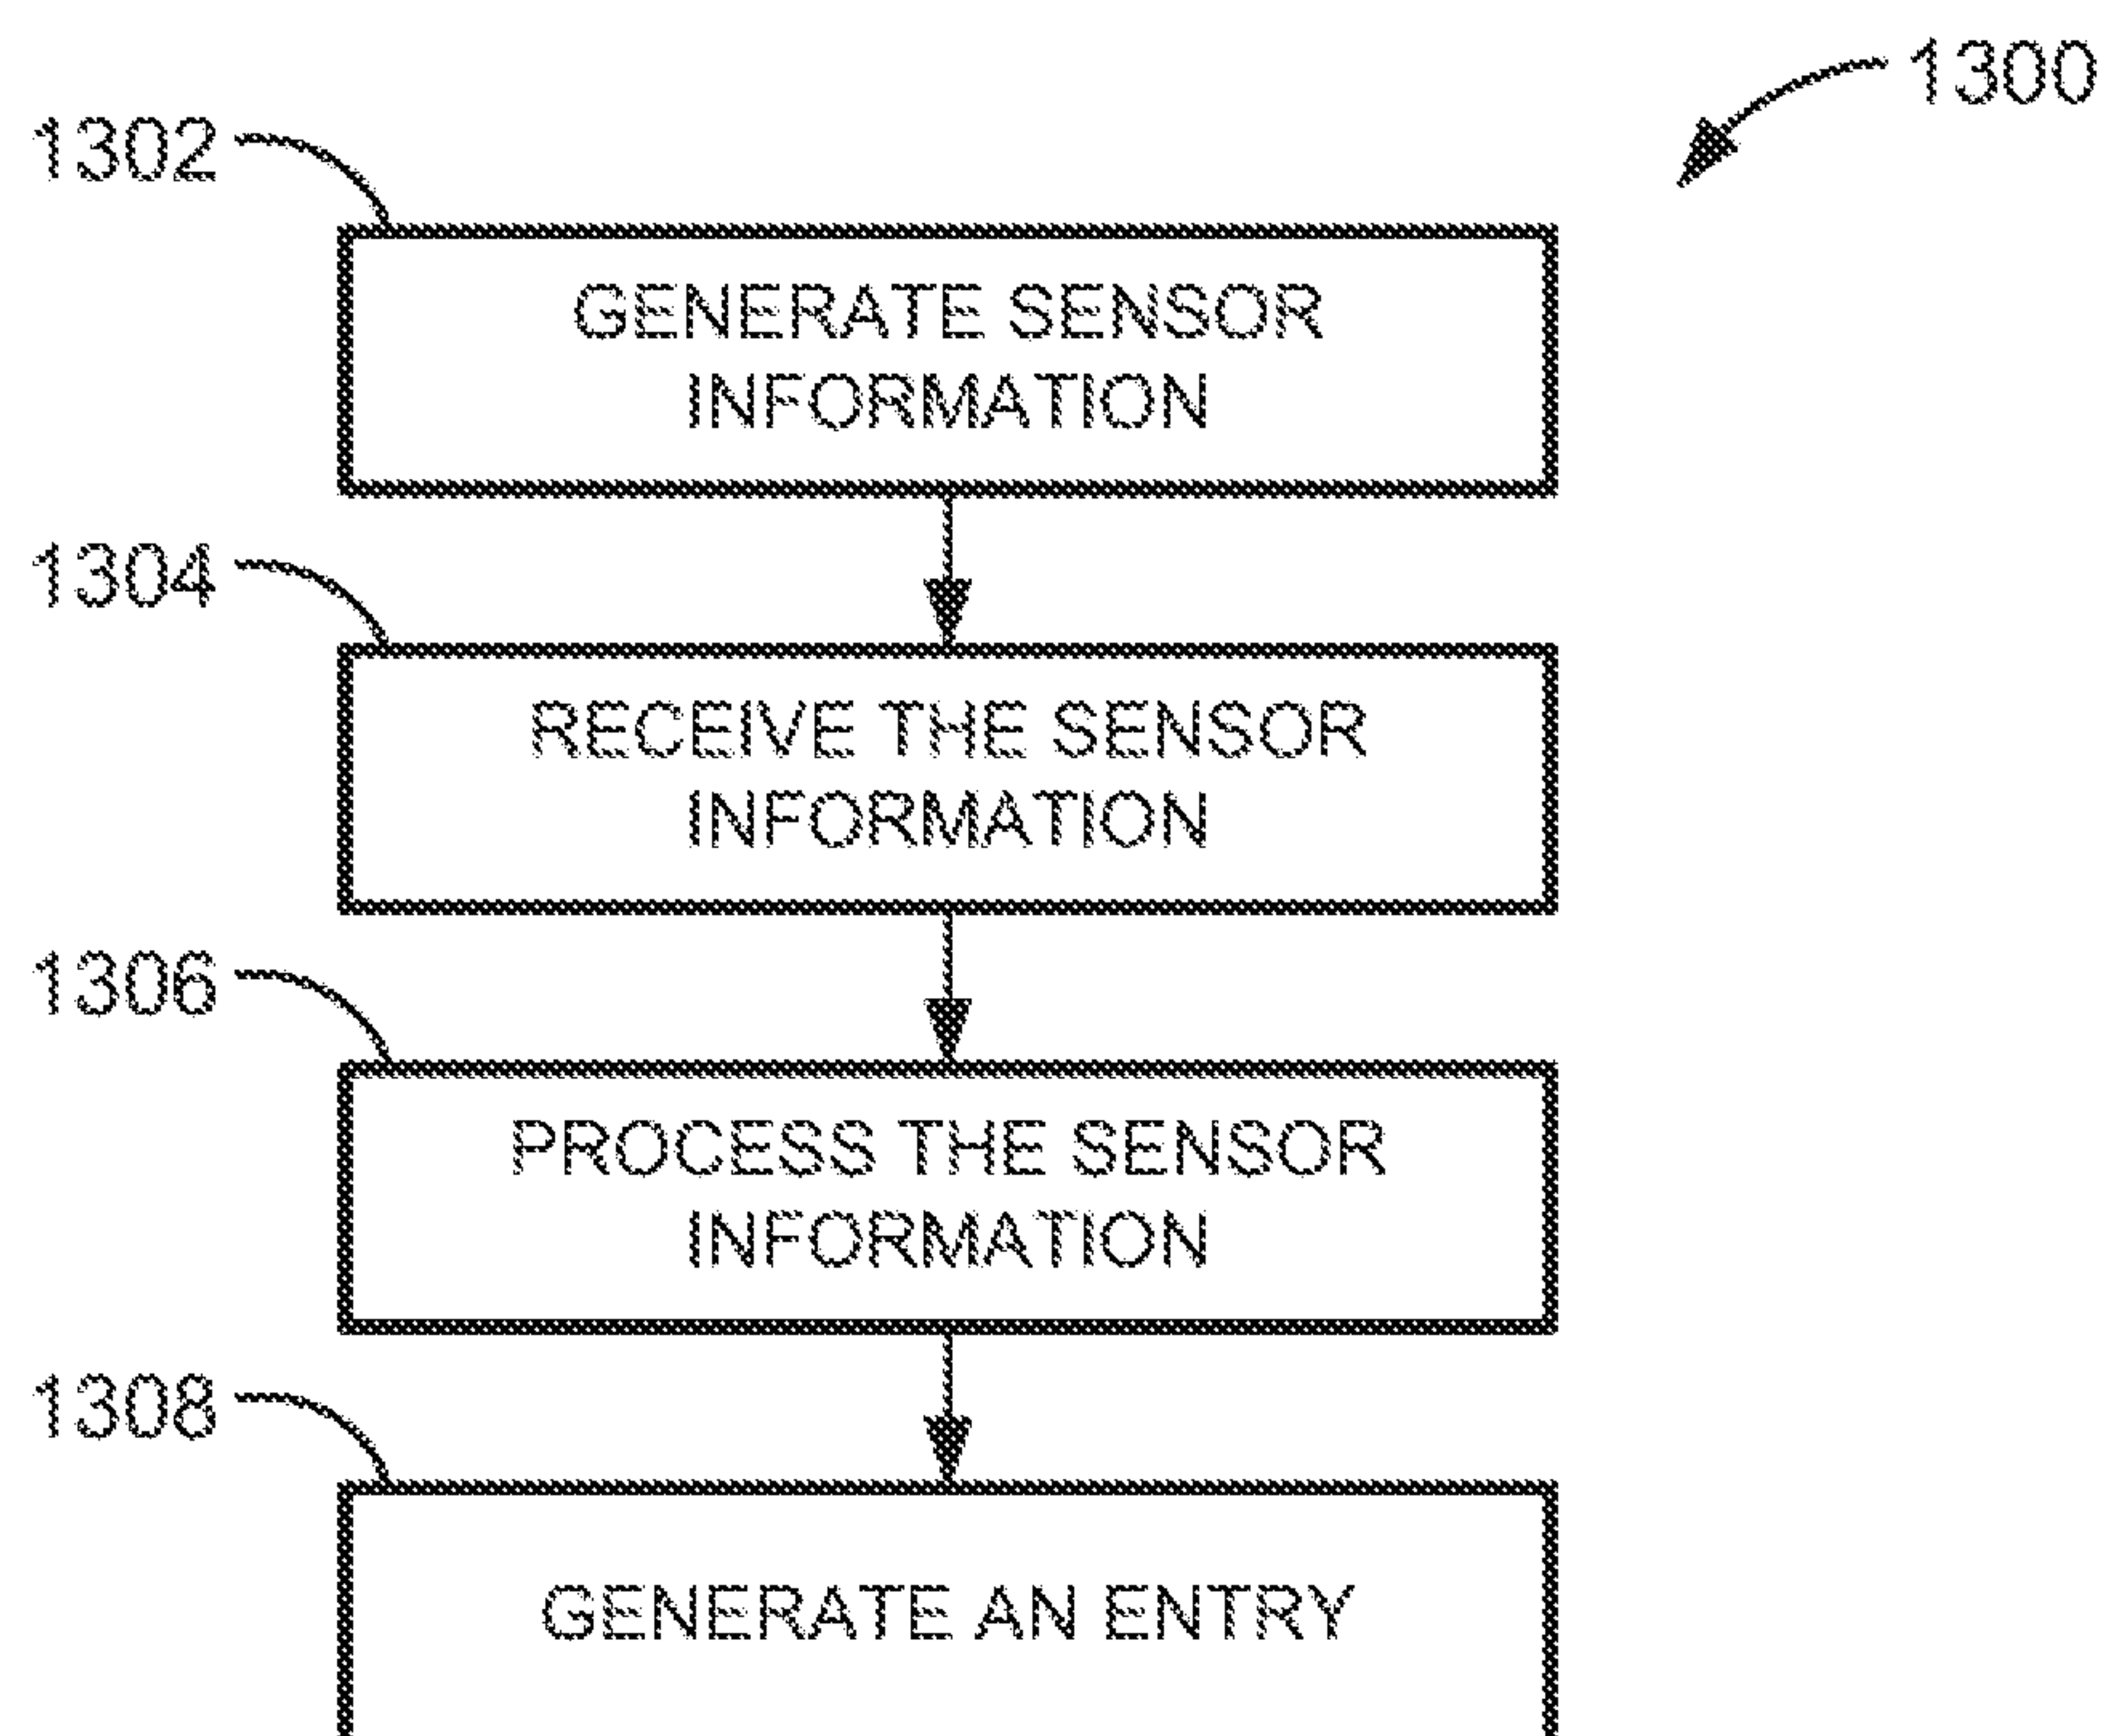 1300
1302
GENERATE SENSOR
INFORMATION
1304
RECEIVE THE SENSOR
INFORMATION
1306
PROCESS THE SENSOR
INFORMATION
1308
GENERATE AN ENTRY